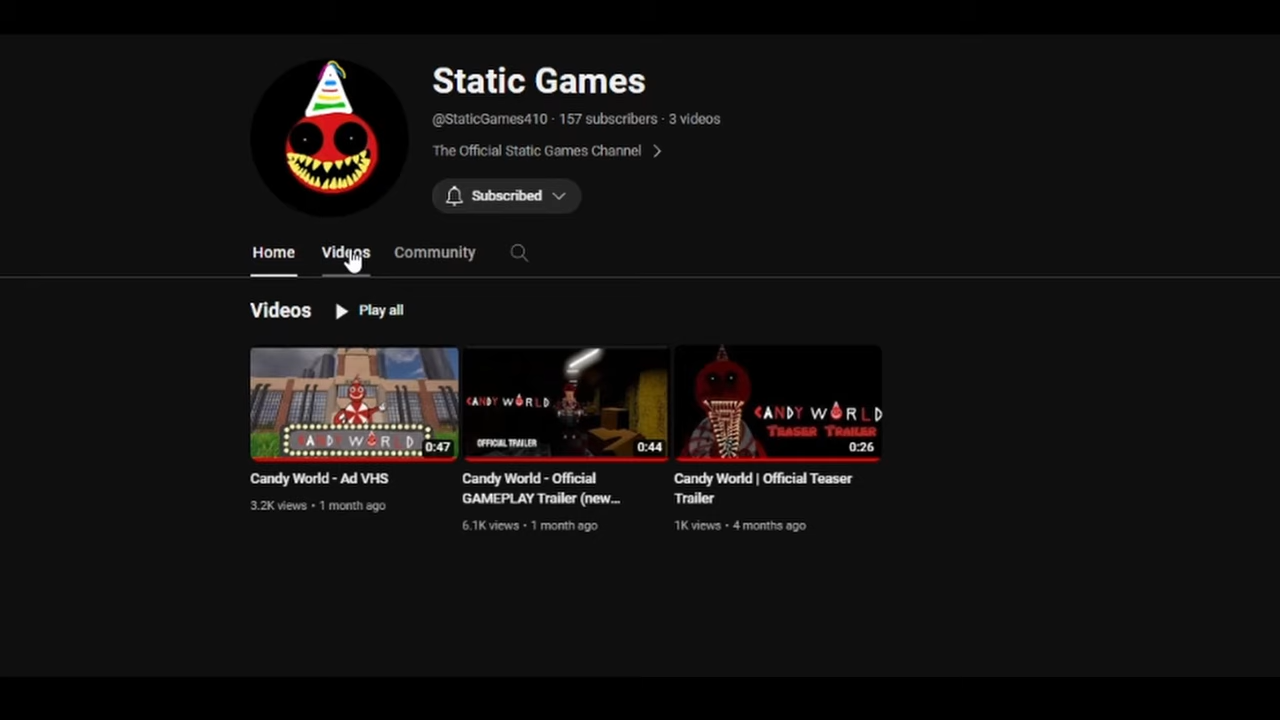 Static Games
@StaticGames410 · 157 subscribers · 3 videos
The Official Static Games Channel
Subscribed
Home Videos Community
Videos Play all
CANDY WORLD
0:47
CANDY WORLD
OFFICIAL TRAILER
0:44
CANDY WORLD
TEASER TRAILER
0:26
Candy World - Ad VHS
3.2K views · 1 month ago
Candy World - Official
GAMEPLAY Trailer (new...
6.1K views · 1 month ago
Candy World | Official Teaser
Trailer
1K views · 4 months ago